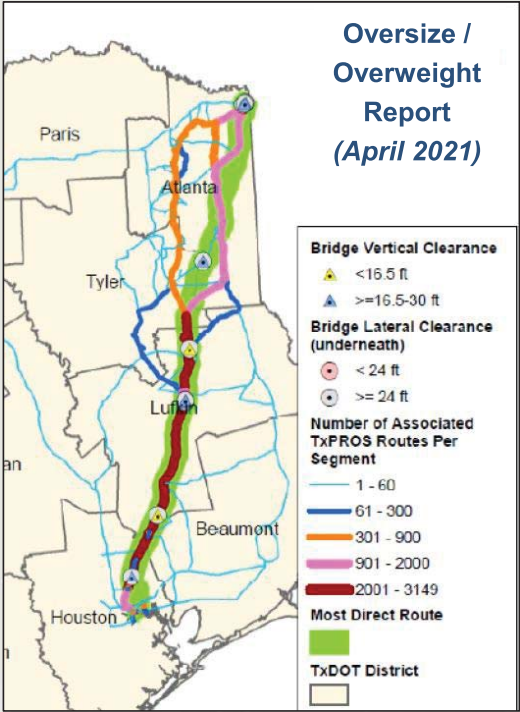 Oversize /
Overweight
Report
(April 2021)
Paris
Atlanta
Tyler
Lufkin
an
Beaumont
Houston
n
Bridge Vertical Clearance
<16.5 ft
>=16.5-30 ft
Bridge Lateral Clearance
(underneath)
< 24 ft
>= 24 ft
Number of Associated
TxPROS Routes Per
Segment
1 - 60
61 - 300
301 - 900
901 - 2000
2001 - 3149
Most Direct Route
TxDOT District